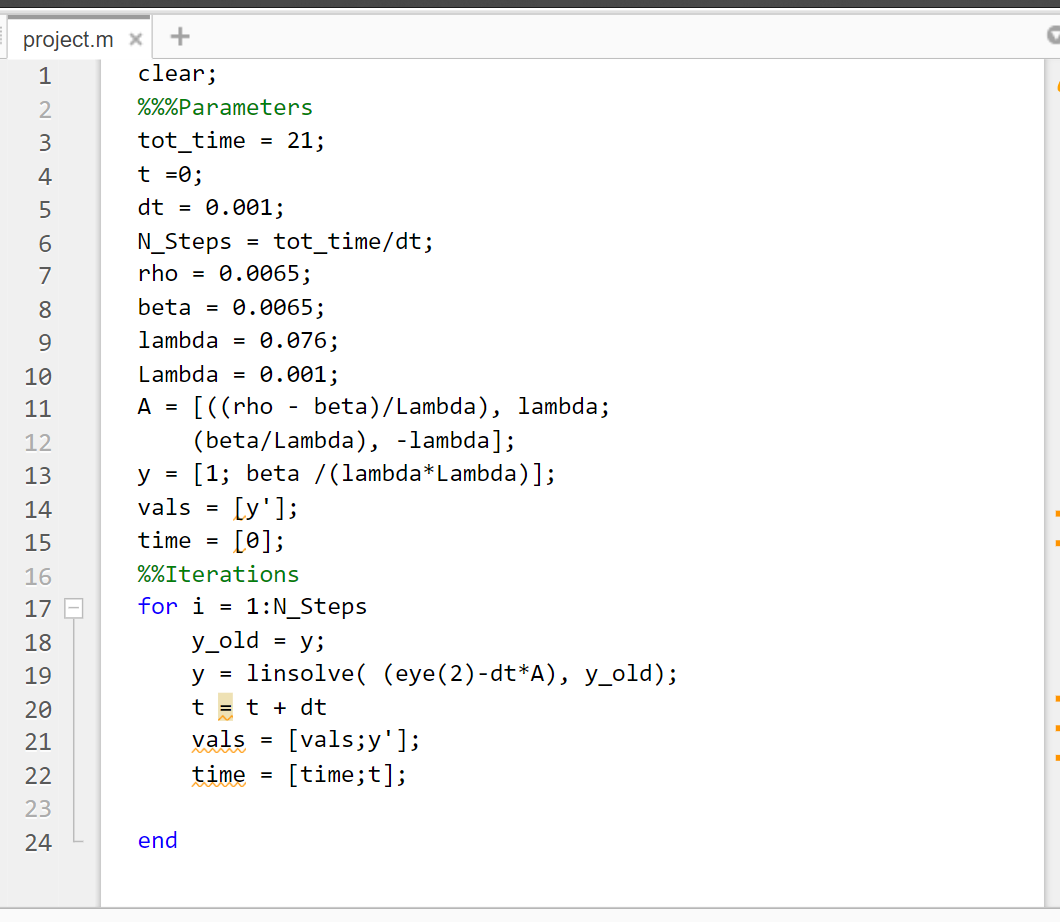 project.m × +
1 clear;
2 %%%Parameters
3 tot_time = 21;
4 t =0;
5 dt = 0.001;
6 N_Steps = tot_time/dt;
7 rho = 0.0065;
8 beta = 0.0065;
9 lambda = 0.076;
10 Lambda = 0.001;
11 A = [((rho - beta)/Lambda), lambda;
12     (beta/Lambda), -lambda];
13 y = [1; beta /(lambda*Lambda)];
14 vals = [y'];
15 time = [0];
16 %%Iterations
17 for i = 1:N_Steps
18     y_old = y;
19     y = linsolve( (eye(2)-dt*A), y_old);
20     t = t + dt
21     vals = [vals;y'];
22     time = [time;t];
23
24 end